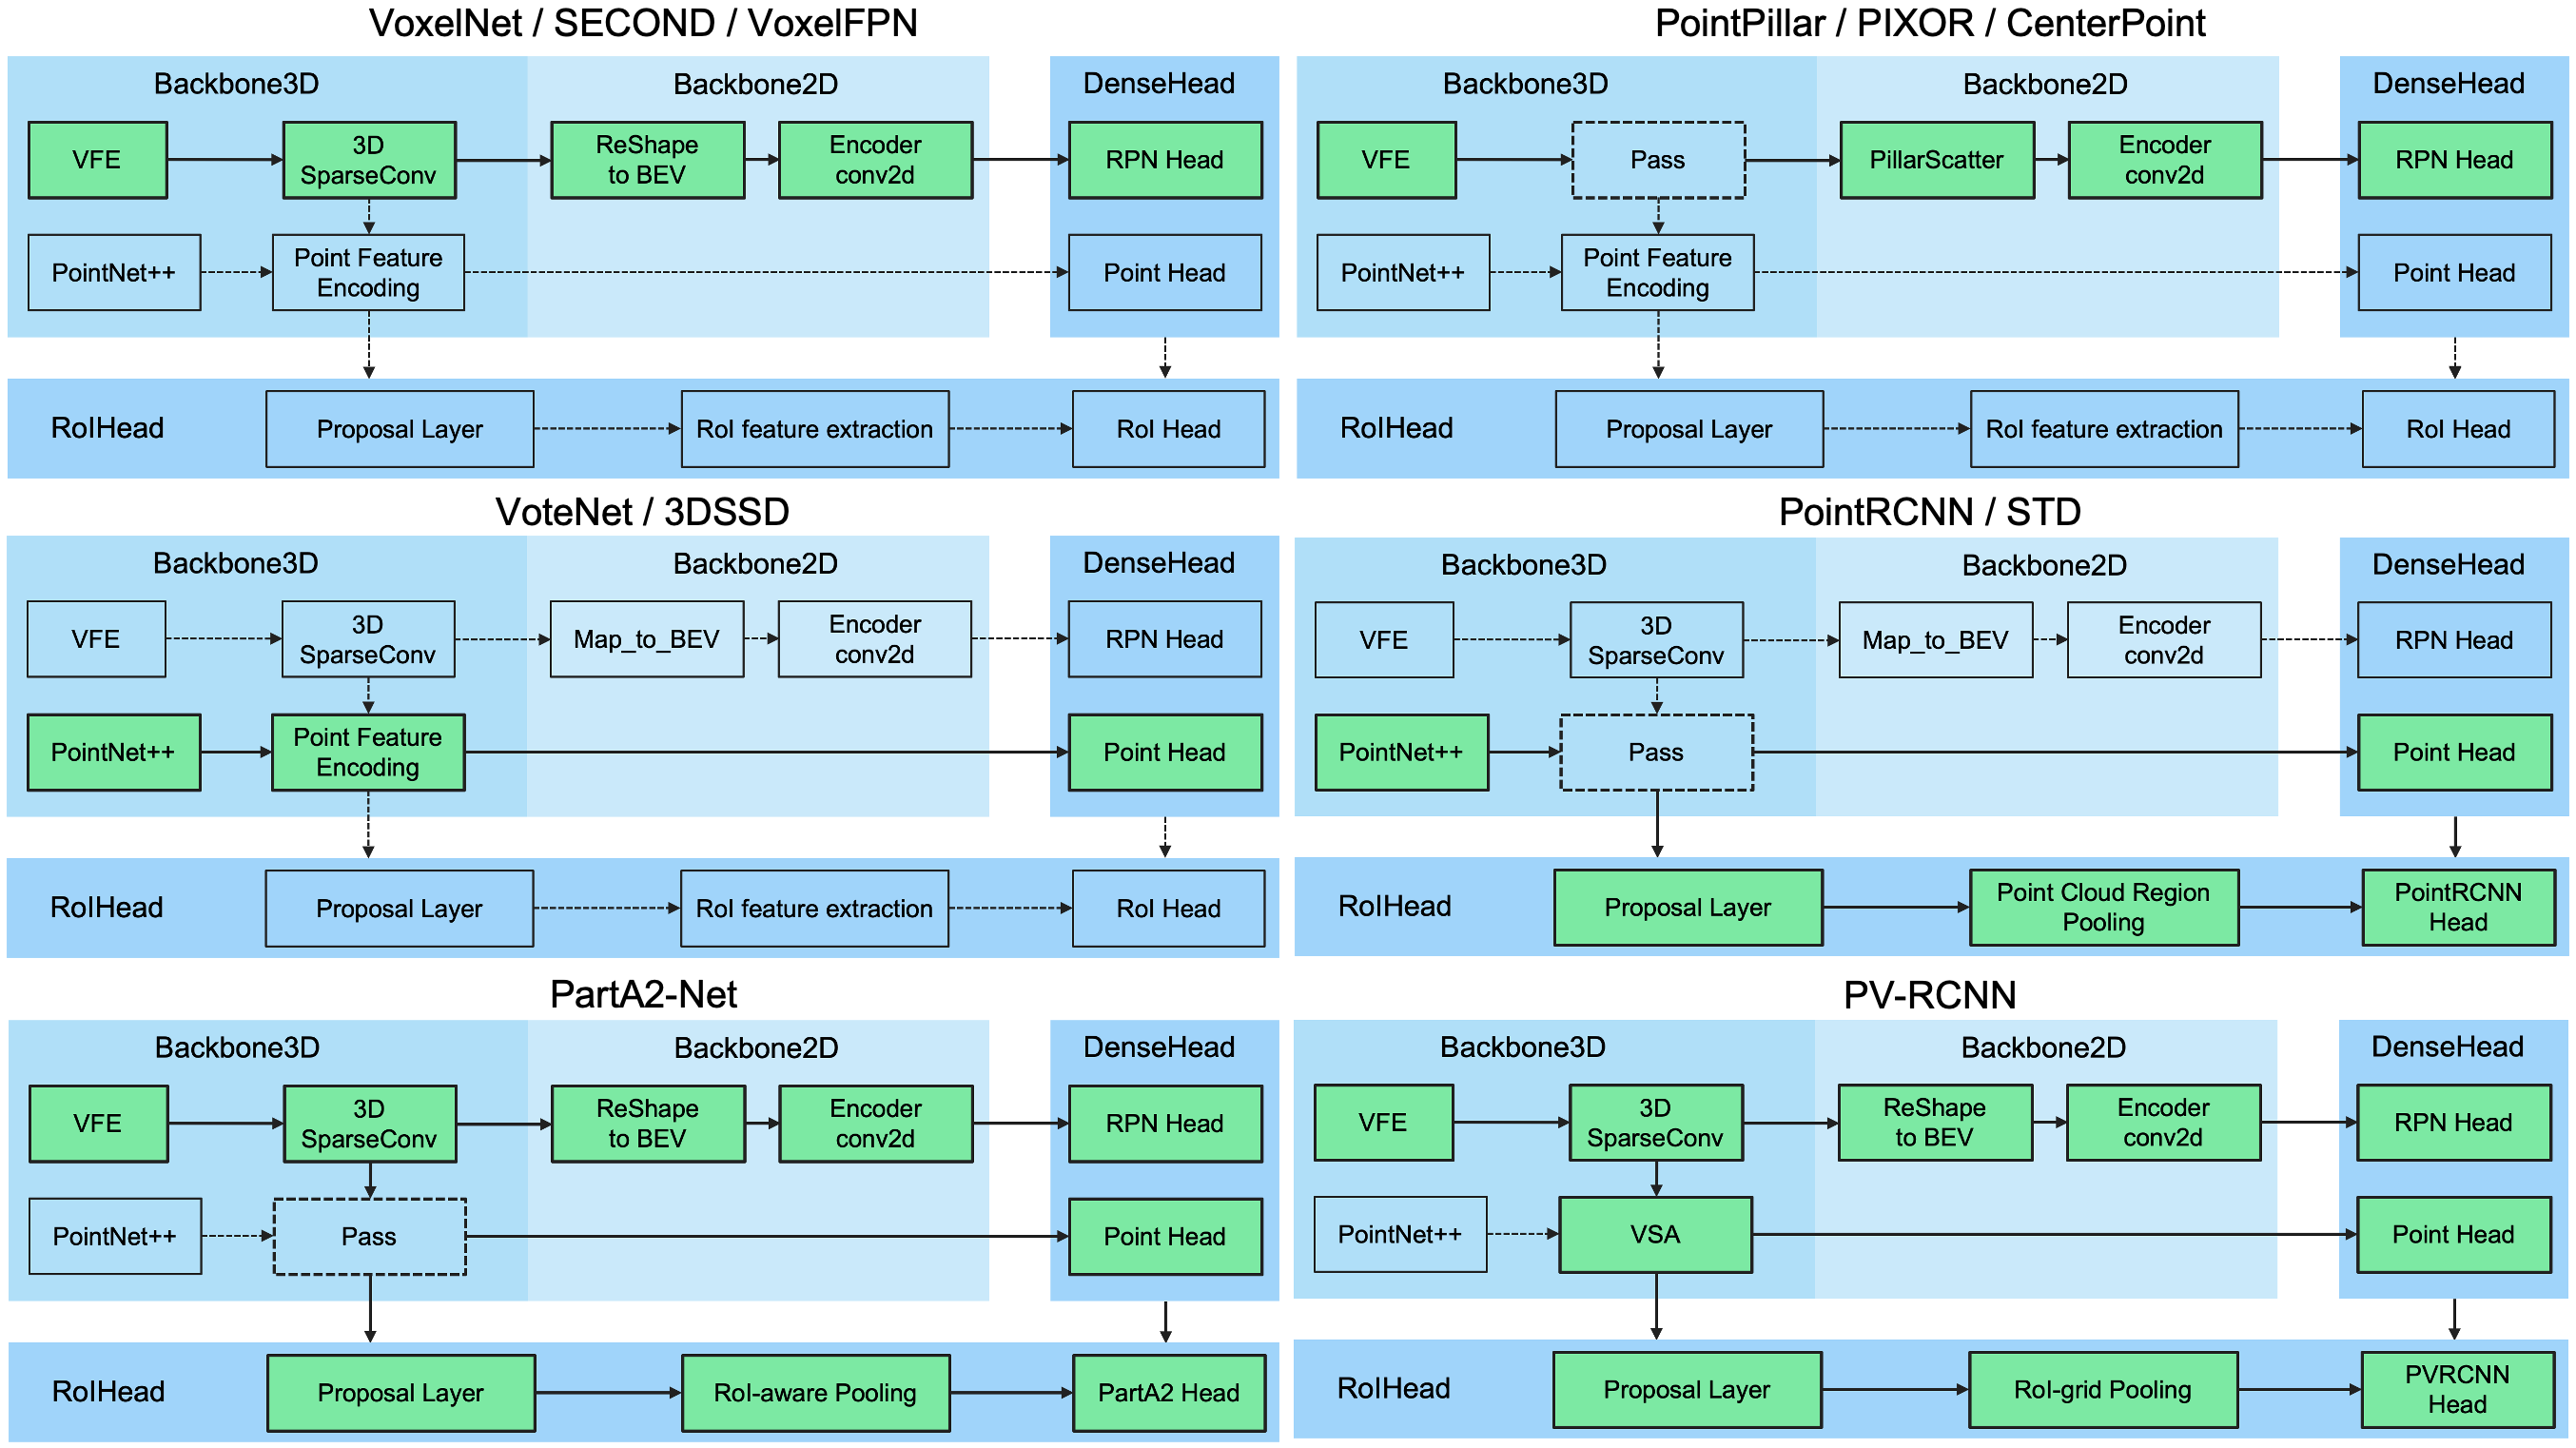 VoxelNet / SECOND / VoxelFPN
Backbone3D
Backbone2D
DenseHead
VFE
3D
SparseConv
ReShape
to BEV
Encoder
conv2d
RPN Head
PointNet++
Point Feature
Encoding
Point Head
RoIHead
Proposal Layer
RoI feature extraction
RoI Head
PointPillar / PIXOR / CenterPoint
Backbone3D
Backbone2D
DenseHead
VFE
Pass
PillarScatter
Encoder
conv2d
RPN Head
PointNet++
Point Feature
Encoding
Point Head
RoIHead
Proposal Layer
RoI feature extraction
RoI Head
VoteNet / 3DSSD
Backbone3D
Backbone2D
DenseHead
VFE
3D
SparseConv
Map_to_BEV
Encoder
conv2d
RPN Head
PointNet++
Point Feature
Encoding
Point Head
RoIHead
Proposal Layer
RoI feature extraction
RoI Head
PointRCNN / STD
Backbone3D
Backbone2D
DenseHead
VFE
3D
SparseConv
Map_to_BEV
Encoder
conv2d
RPN Head
PointNet++
Pass
Point Head
RoIHead
Proposal Layer
Point Cloud Region
Pooling
PointRCNN
Head
PartA2-Net
Backbone3D
Backbone2D
DenseHead
VFE
3D
SparseConv
ReShape
to BEV
Encoder
conv2d
RPN Head
PointNet++
Pass
Point Head
RoIHead
Proposal Layer
RoI-aware Pooling
PartA2 Head
PV-RCNN
Backbone3D
Backbone2D
DenseHead
VFE
3D
SparseConv
ReShape
to BEV
Encoder
conv2d
RPN Head
PointNet++
VSA
Point Head
RoIHead
Proposal Layer
RoI-grid Pooling
PVRCNN
Head